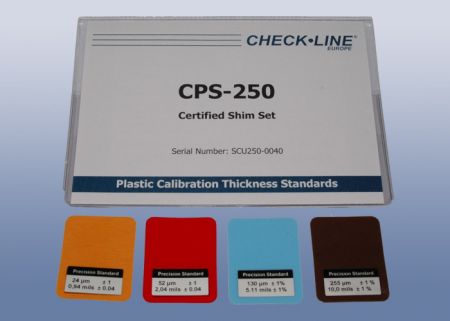 CHECK•LINE®
EUROPE
CPS-250
Certified Shim Set
Serial Number: SCU250-0040
Plastic Calibration Thickness Standards
Precision Standard
24 µm ± 1
0,94 mils ± 0.04
Precision Standard
52 µm ± 1
2,04 mils ± 0.04
Precision Standard
130 µm ± 1%
5.11 mils ± 1%
Precision Standard
255 µm ± 1 %
10,0 mils ± 1 %